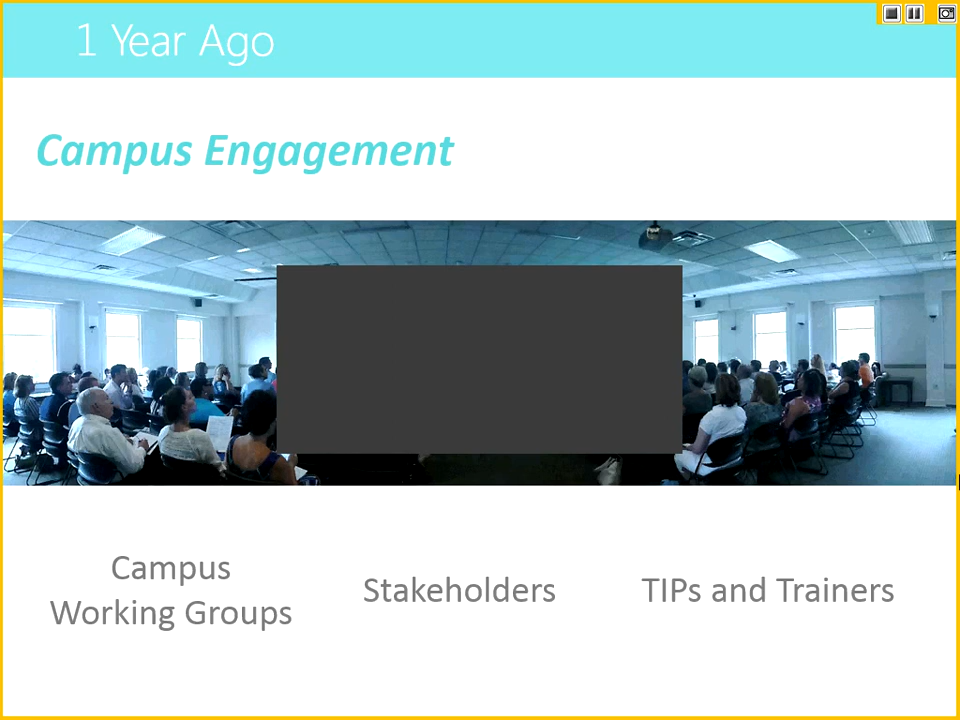 1 Year Ago
Campus Engagement
Campus
Working Groups
Stakeholders
TIPs and Trainers